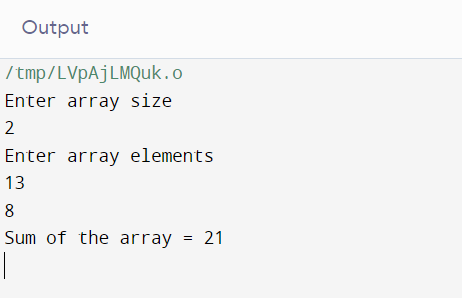 Output
/tmp/LVpAjLMQuk.o
Enter array size
2
Enter array elements
13
8
Sum of the array = 21